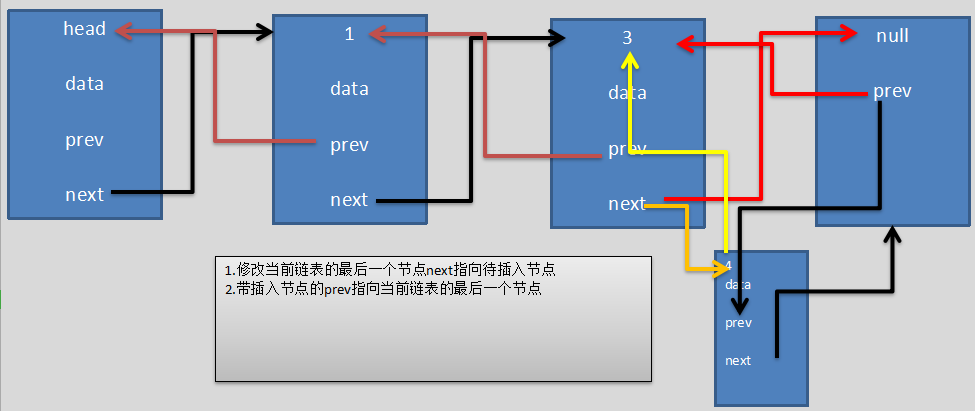 head
data
prev
next
1
data
prev
next
3
data
prev
next
null
prev
4
data
prev
next
1.修改当前链表的最后一个节点next指向待插入节点
2.带插入节点的prev指向当前链表的最后一个节点